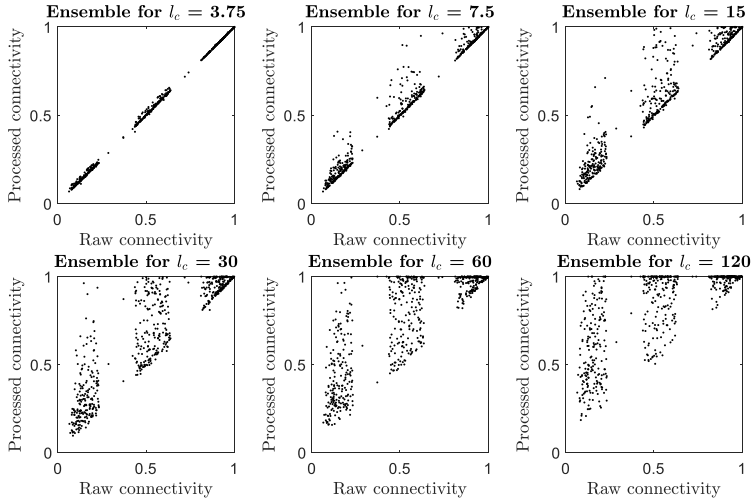 Ensemble for l_c = 3.75
Processed connectivity
1
0.5
0
0
0.5
1
Raw connectivity
Ensemble for l_c = 7.5
Processed connectivity
1
0.5
0
0
0.5
1
Raw connectivity
Ensemble for l_c = 15
Processed connectivity
1
0.5
0
0
0.5
1
Raw connectivity
Ensemble for l_c = 30
Processed connectivity
1
0.5
0
0
0.5
1
Raw connectivity
Ensemble for l_c = 60
Processed connectivity
1
0.5
0
0
0.5
1
Raw connectivity
Ensemble for l_c = 120
Processed connectivity
1
0.5
0
0
0.5
1
Raw connectivity